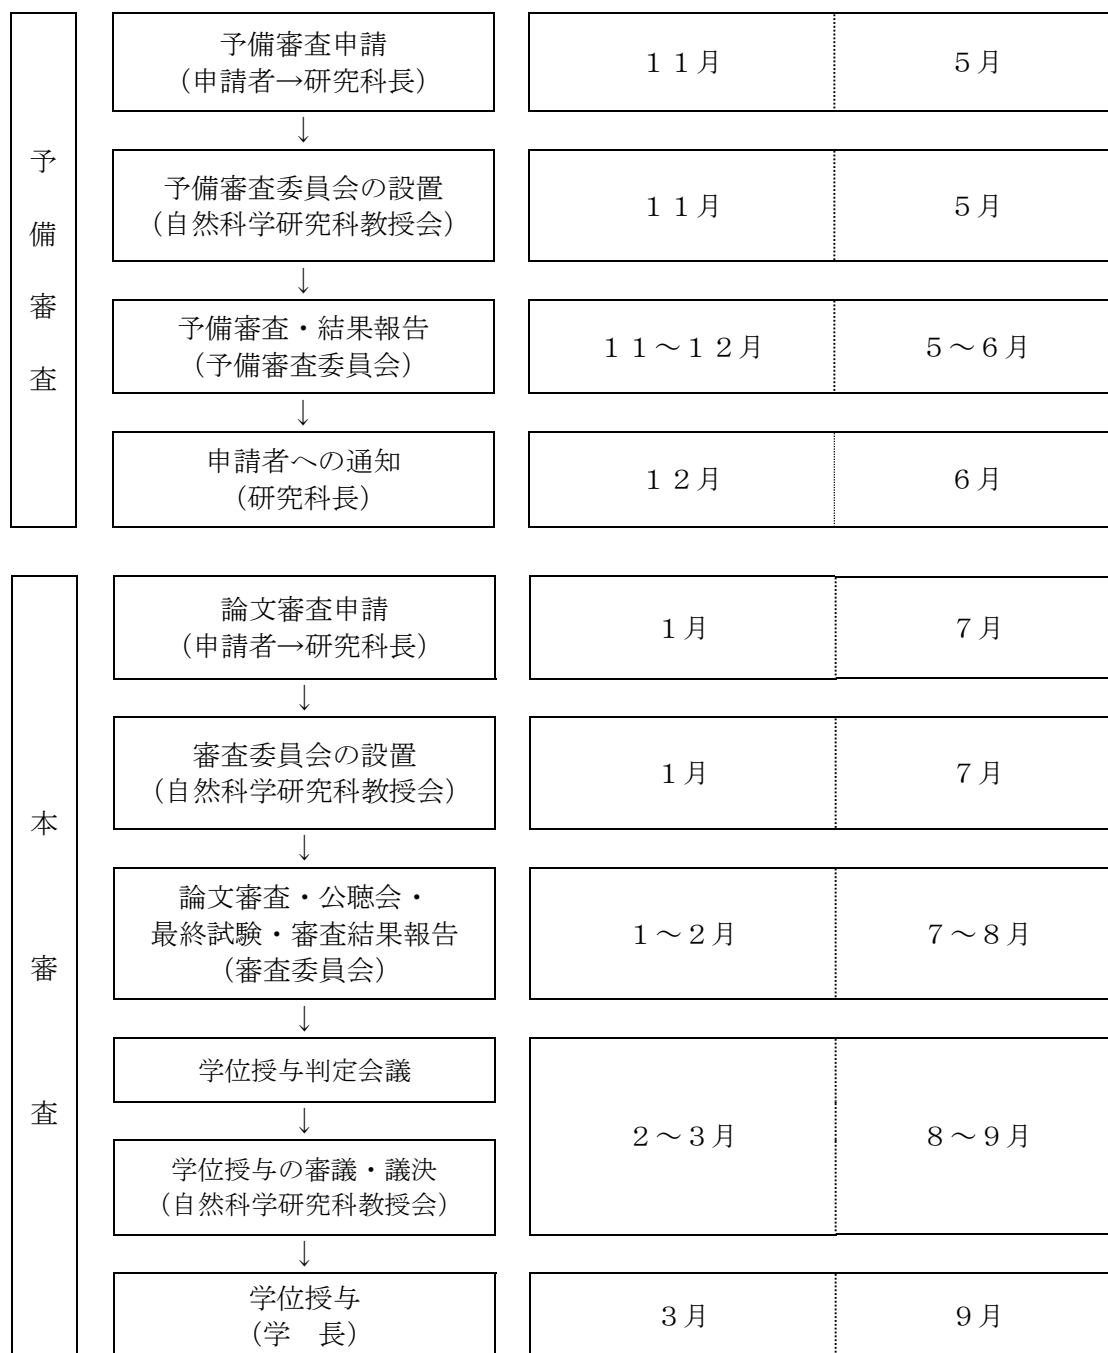 予備審査
予備審査申請
（申請者→研究科長）
１１月
５月
↓
予備審査委員会の設置
（自然科学研究科教授会）
１１月
５月
↓
予備審査・結果報告
（予備審査委員会）
１１～１２月
５～６月
↓
申請者への通知
（研究科長）
１２月
６月
本審査
論文審査申請
（申請者→研究科長）
１月
７月
↓
審査委員会の設置
（自然科学研究科教授会）
１月
７月
↓
論文審査・公聴会・
最終試験・審査結果報告
（審査委員会）
１～２月
７～８月
↓
学位授与判定会議
↓
学位授与の審議・議決
（自然科学研究科教授会）
２～３月
８～９月
↓
学位授与
（学　長）
３月
９月